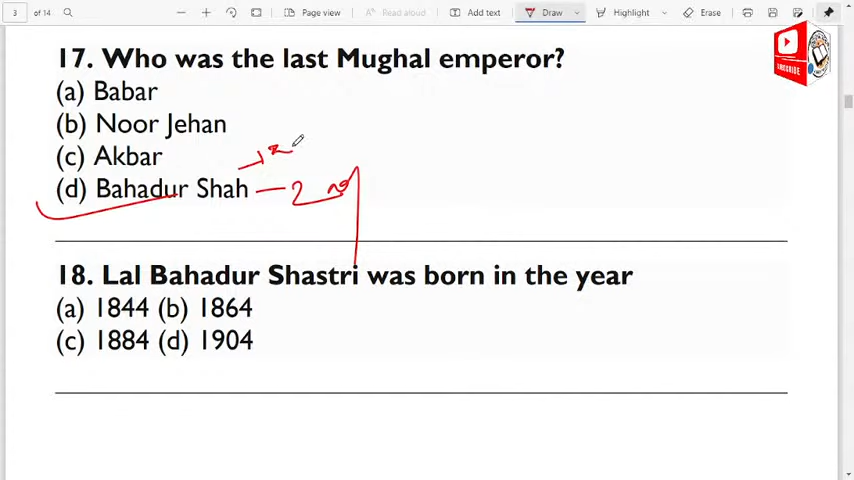 3 of 14 Page view Read aloud Add text Draw Highlight Erase
17. Who was the last Mughal emperor?
SUBSCRIBE
(a) Babar
(b) Noor Jehan
(c) Akbar
(d) Bahadur Shah — 2 nd
18. Lal Bahadur Shastri was born in the year
(a) 1844 (b) 1864
(c) 1884 (d) 1904